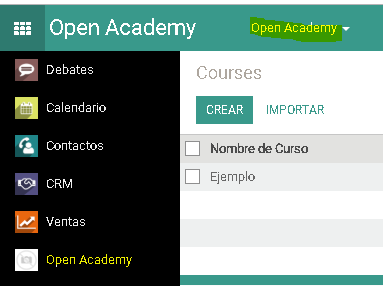 Open Academy
Open Academy
Debates
Calendario
Contactos
CRM
Ventas
Open Academy
Courses
CREAR IMPORTAR
Nombre de Curso
Ejemplo